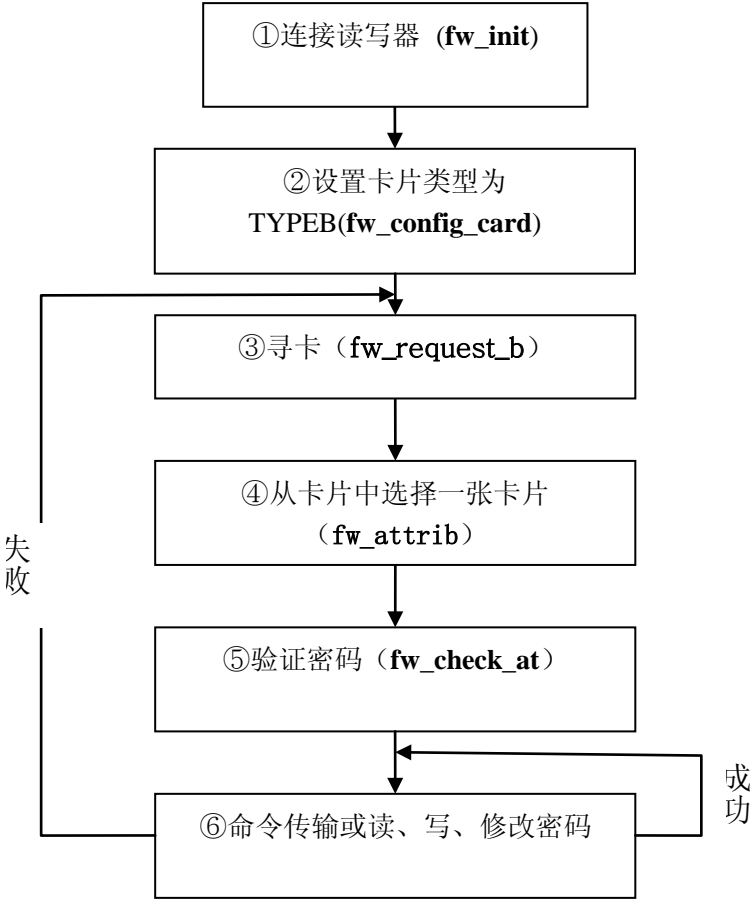 ①连接读写器 (fw_init)
②设置卡片类型为
TYPEB(fw_config_card)
③寻卡（fw_request_b）
④从卡片中选择一张卡片
（fw_attrib）
⑤验证密码（fw_check_at）
⑥命令传输或读、写、修改密码
失
败
成
功